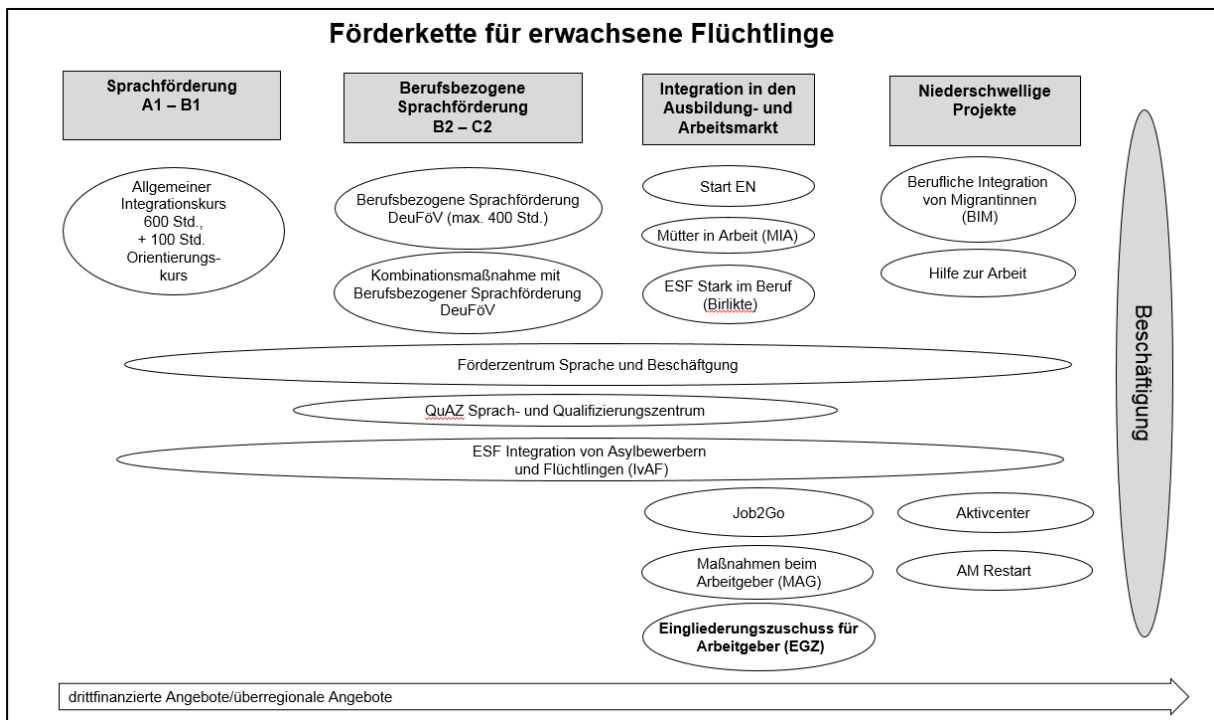 Förderkette für erwachsene Flüchtlinge
Sprachförderung
A1 – B1
Berufsbezogene
Sprachförderung
B2 – C2
Integration in den
Ausbildung- und
Arbeitsmarkt
Niederschwellige
Projekte
Allgemeiner
Integrationskurs
600 Std.,
+ 100 Std.
Orientierungs-
kurs
Berufsbezogene Sprachförderung
DeuFöV (max. 400 Std.)
Kombinationsmaßnahme mit
Berufsbezogener Sprachförderung
DeuFöV
Start EN
Mütter in Arbeit (MIA)
ESF Stark im Beruf
(Birlikte)
Berufliche Integration
von Migrantinnen
(BIM)
Hilfe zur Arbeit
Förderzentrum Sprache und Beschäftgung
QuAZ Sprach- und Qualifizierungszentrum
ESF Integration von Asylbewerbern
und Flüchtlingen (IvAF)
Job2Go
Maßnahmen beim
Arbeitgeber (MAG)
Eingliederungszuschuss für
Arbeitgeber (EGZ)
Aktivcenter
AM Restart
Beschäftigung
drittfinanzierte Angebote/überregionale Angebote